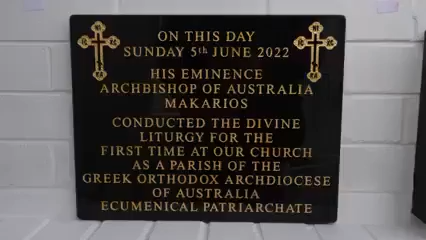 ON THIS DAY
SUNDAY 5th JUNE 2022
HIS EMINENCE
ARCHBISHOP OF AUSTRALIA
MAKARIOS
CONDUCTED THE DIVINE
LITURGY FOR THE
FIRST TIME AT OUR CHURCH
AS A PARISH OF THE
GREEK ORTHODOX ARCHDIOCESE
OF AUSTRALIA
ECUMENICAL PATRIARCHATE